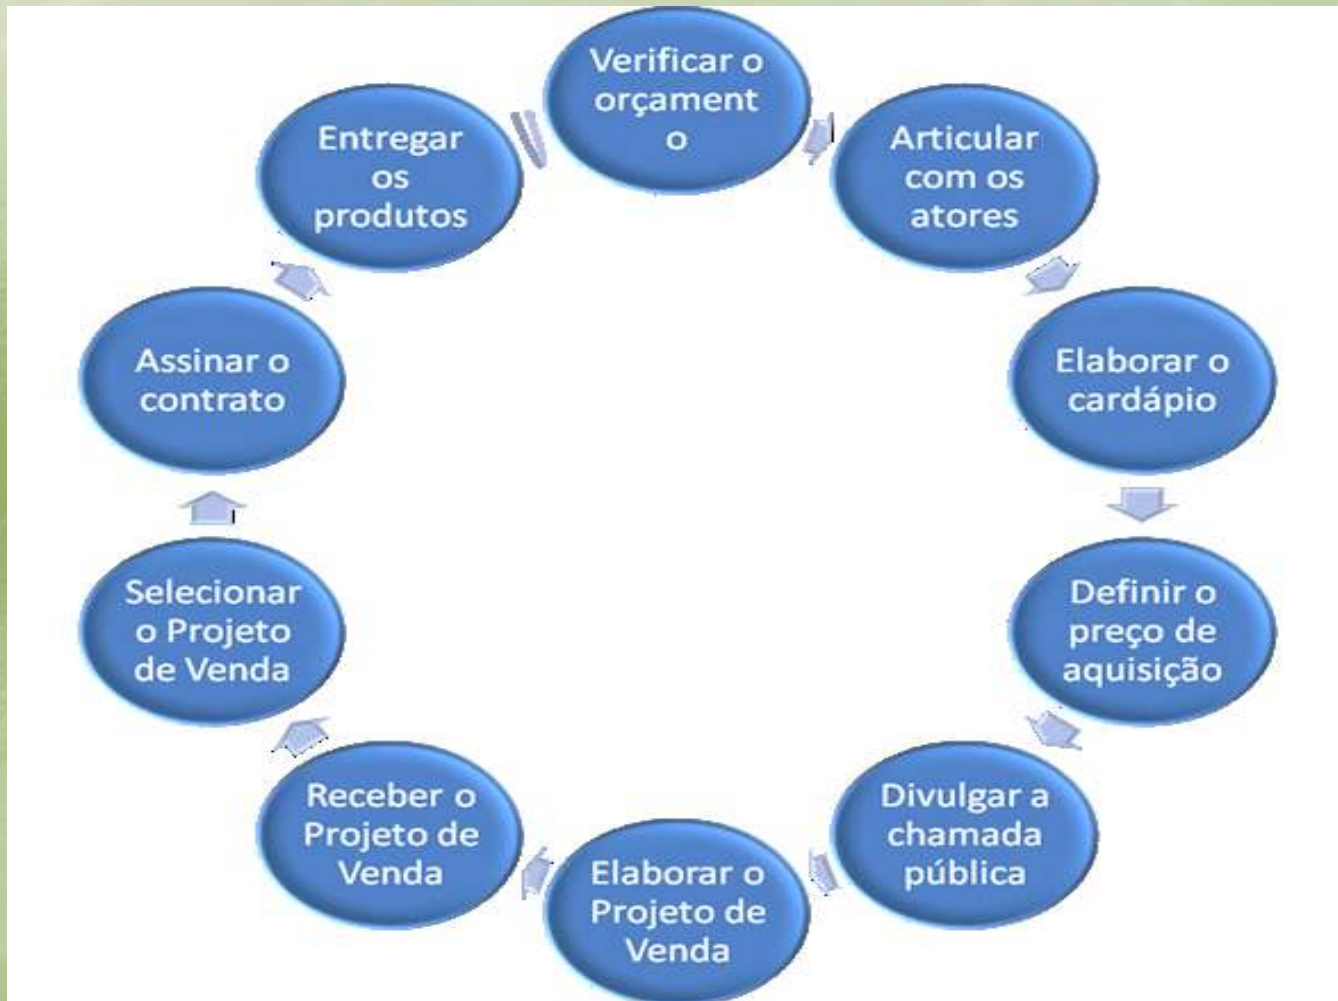 Verificar o
orçament
o
Articular
com os
atores
Elaborar o
cardápio
Definir o
preço de
aquisição
Divulgar a
chamada
pública
Elaborar o
Projeto de
Venda
Receber o
Projeto de
Venda
Selecionar
o Projeto
de Venda
Assinar o
contrato
Entregar
os
produtos